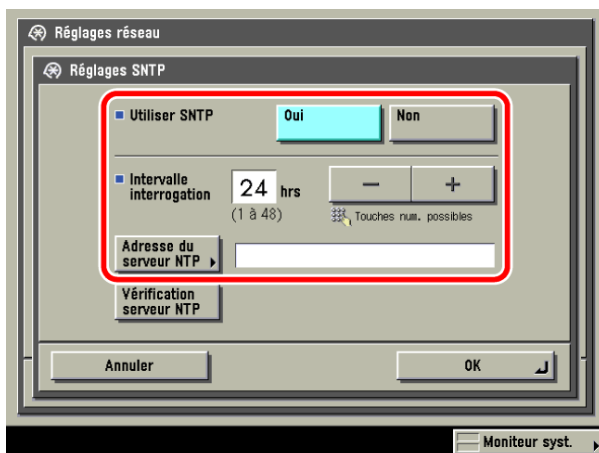 Réglages réseau
Réglages SNTP
Utiliser SNTP
Oui
Non
Intervalle
interrogation
24 hrs
(1 à 48)
−
+
Touches num. possibles
Adresse du
serveur NTP
Vérification
serveur NTP
Annuler
OK
Moniteur syst.